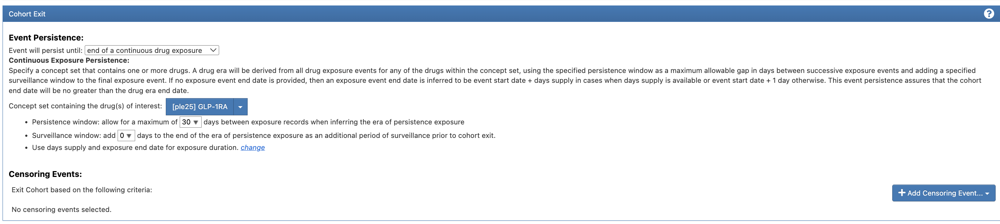 Cohort Exit
?
Event Persistence:
Event will persist until: end of a continuous drug exposure
Continuous Exposure Persistence:
Specify a concept set that contains one or more drugs. A drug era will be derived from all drug exposure events for any of the drugs within the concept set, using the specified persistence window as a maximum allowable gap in days between successive exposure events and adding a specified
surveillance window to the final exposure event. If no exposure event end date is provided, then an exposure event end date is inferred to be event start date + days supply in cases when days supply is available or event start date + 1 day otherwise. This event persistence assures that the cohort
end date will be no greater than the drug era end date.
Concept set containing the drug(s) of interest: [ple25] GLP-1RA
• Persistence window: allow for a maximum of 30 ▼ days between exposure records when inferring the era of persistence exposure
• Surveillance window: add 0 ▼ days to the end of the era of persistence exposure as an additional period of surveillance prior to cohort exit.
• Use days supply and exposure end date for exposure duration. change
Censoring Events:
Exit Cohort based on the following criteria:
+ Add Censoring Event...
No censoring events selected.